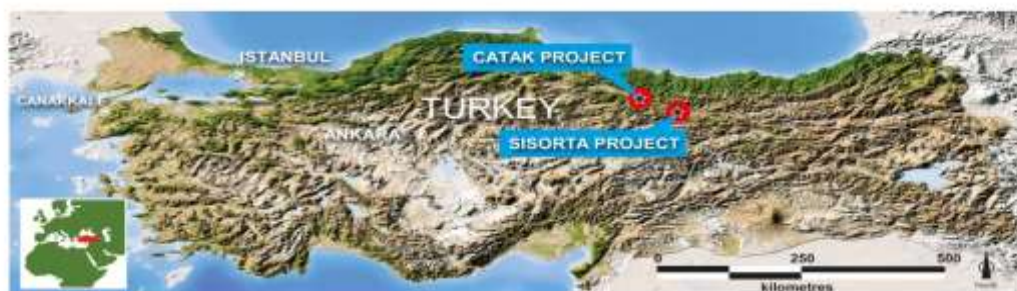 ISTANBUL
CATAK PROJECT
CANAKKALE
TURKEY
ANKARA
SISORTA PROJECT
0 250 500
kilometres